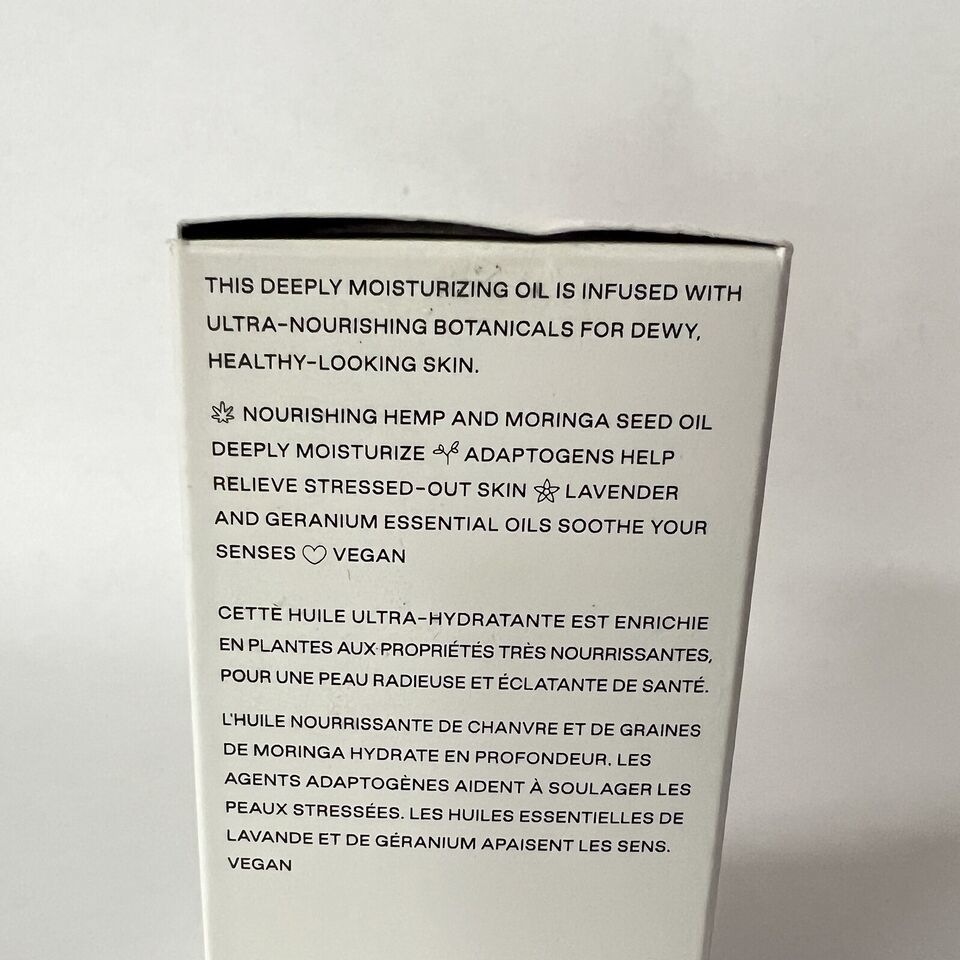 THIS DEEPLY MOISTURIZING OIL IS INFUSED WITH
ULTRA-NOURISHING BOTANICALS FOR DEWY,
HEALTHY-LOOKING SKIN.
NOURISHING HEMP AND MORINGA SEED OIL
DEEPLY MOISTURIZE ADAPTOGENS HELP
RELIEVE STRESSED-OUT SKIN LAVENDER
AND GERANIUM ESSENTIAL OILS SOOTHE YOUR
SENSES ♡ VEGAN
CETTE HUILE ULTRA-HYDRATANTE EST ENRICHIE
EN PLANTES AUX PROPRIÉTÉS TRÈS NOURRISSANTES,
POUR UNE PEAU RADIEUSE ET ÉCLATANTE DE SANTÉ.
L'HUILE NOURRISSANTE DE CHANVRE ET DE GRAINES
DE MORINGA HYDRATE EN PROFONDEUR. LES
AGENTS ADAPTOGÈNES AIDENT À SOULAGER LES
PEAUX STRESSÉES. LES HUILES ESSENTIELLES DE
LAVANDE ET DE GÉRANIUM APAISENT LES SENS.
VEGAN